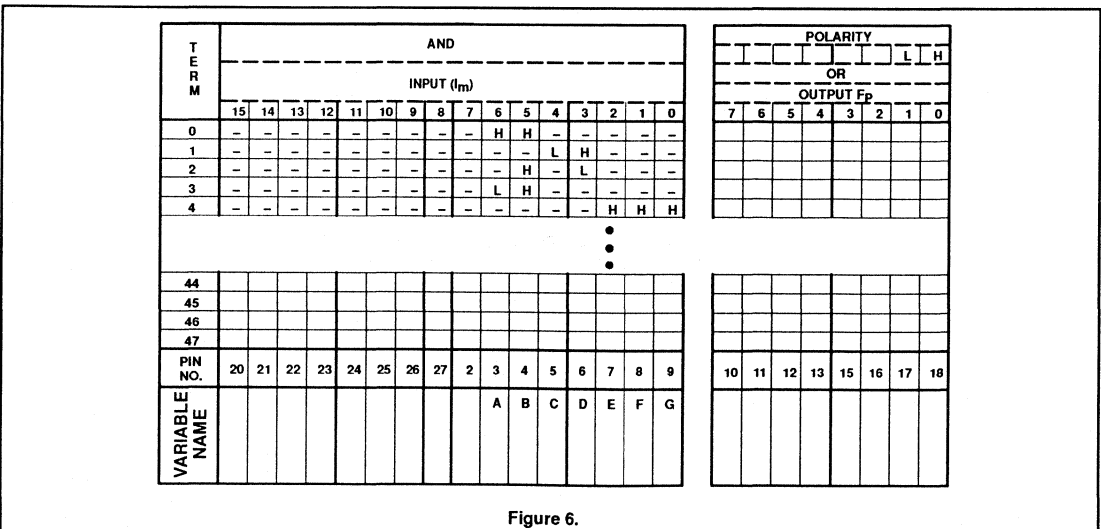 TERM
AND
INPUT (Im)
15 14 13 12 11 10 9 8 7 6 5 4 3 2 1 0
POLARITY
L H
OR
OUTPUT Fp
7 6 5 4 3 2 1 0
0 – – – – – – – – – H H – – – – –
1 – – – – – – – – – – – L H – – –
2 – – – – – – – – – – H – L – – –
3 – – – – – – – – – L H – – – – –
4 – – – – – – – – – – – – – H H H
44
45
46
47
PIN NO. 20 21 22 23 24 25 26 27 2 3 4 5 6 7 8 9
10 11 12 13 15 16 17 18
VARIABLE NAME
A B C D E F G
Figure 6.